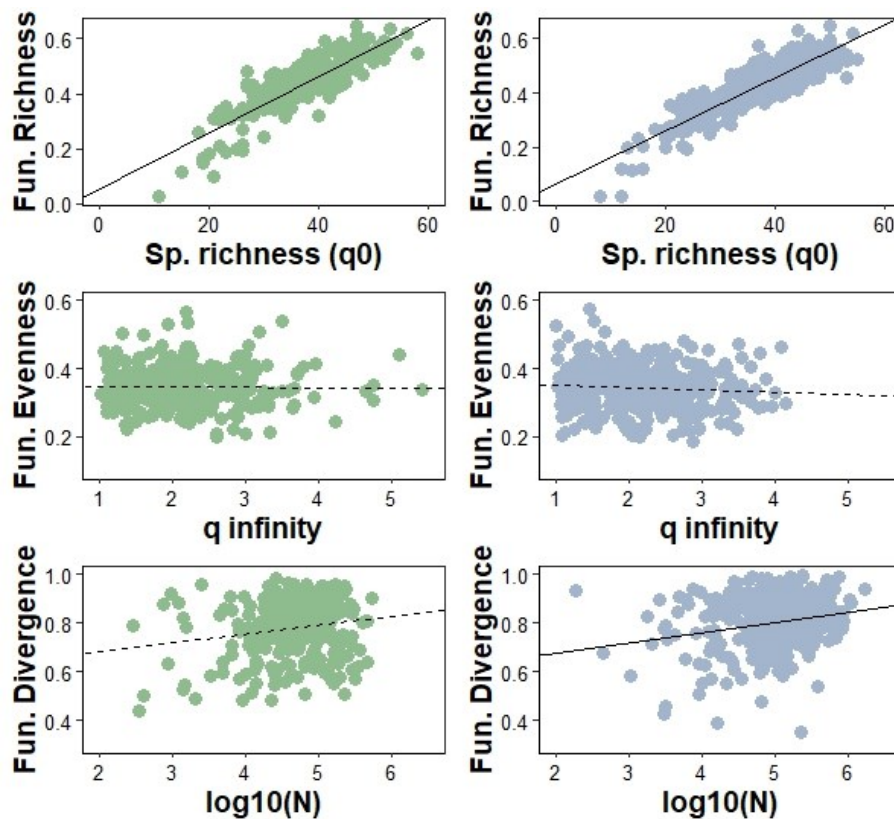 Fun. Richness
0.6
0.4
0.2
0.0
0 20 40 60
Sp. richness (q0)
Fun. Richness
0.6
0.4
0.2
0.0
0 20 40 60
Sp. richness (q0)
Fun. Evenness
0.6
0.4
0.2
1 2 3 4 5
q infinity
Fun. Evenness
0.6
0.4
0.2
1 2 3 4 5
q infinity
Fun. Divergence
1.0
0.8
0.6
0.4
2 3 4 5 6
log10(N)
Fun. Divergence
1.0
0.8
0.6
0.4
2 3 4 5 6
log10(N)